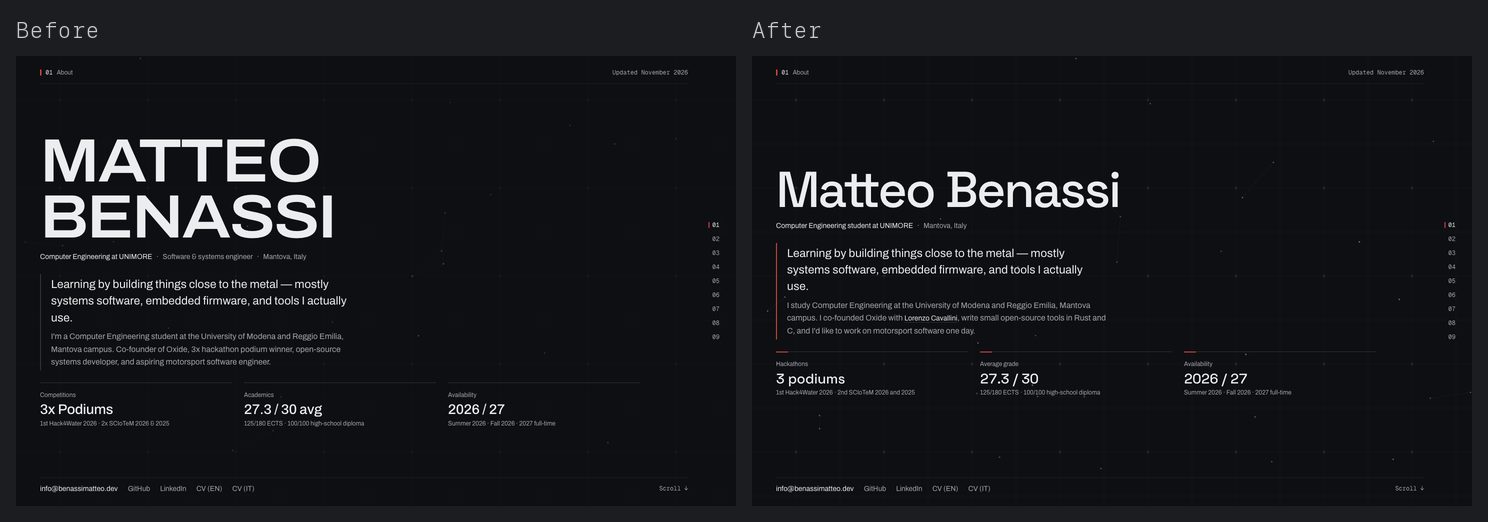 Before
01 About
Updated November 2026
MATTEO
BENASSI
Computer Engineering at UNIMORE · Software & systems engineer · Mantova, Italy
Learning by building things close to the metal — mostly
systems software, embedded firmware, and tools I actually
use.
I'm a Computer Engineering student at the University of Modena and Reggio Emilia,
Mantova campus. Co-founder of Oxide, 3x hackathon podium winner, open-source
systems developer, and aspiring motorsport software engineer.
Competitions
3x Podiums
1st Hack4Water 2026 · 2x SCIoTeM 2026 & 2025
Academics
27.3 / 30 avg
125/180 ECTS · 100/100 high-school diploma
Availability
2026 / 27
Summer 2026 · Fall 2026 · 2027 full-time
01
02
03
04
05
06
07
08
09
info@benassimatteo.dev GitHub LinkedIn CV (EN) CV (IT)
Scroll ↓
After
01 About
Updated November 2026
Matteo Benassi
Computer Engineering student at UNIMORE · Mantova, Italy
Learning by building things close to the metal — mostly
systems software, embedded firmware, and tools I actually
use.
I study Computer Engineering at the University of Modena and Reggio Emilia, Mantova
campus. I co-founded Oxide with Lorenzo Cavallini, write small open-source tools in Rust and
C, and I'd like to work on motorsport software one day.
Hackathons
3 podiums
1st Hack4Water 2026 · 2nd SCIoTeM 2026 and 2025
Average grade
27.3 / 30
125/180 ECTS · 100/100 high-school diploma
Availability
2026 / 27
Summer 2026 · Fall 2026 · 2027 full-time
01
02
03
04
05
06
07
08
09
info@benassimatteo.dev GitHub LinkedIn CV (EN) CV (IT)
Scroll ↓